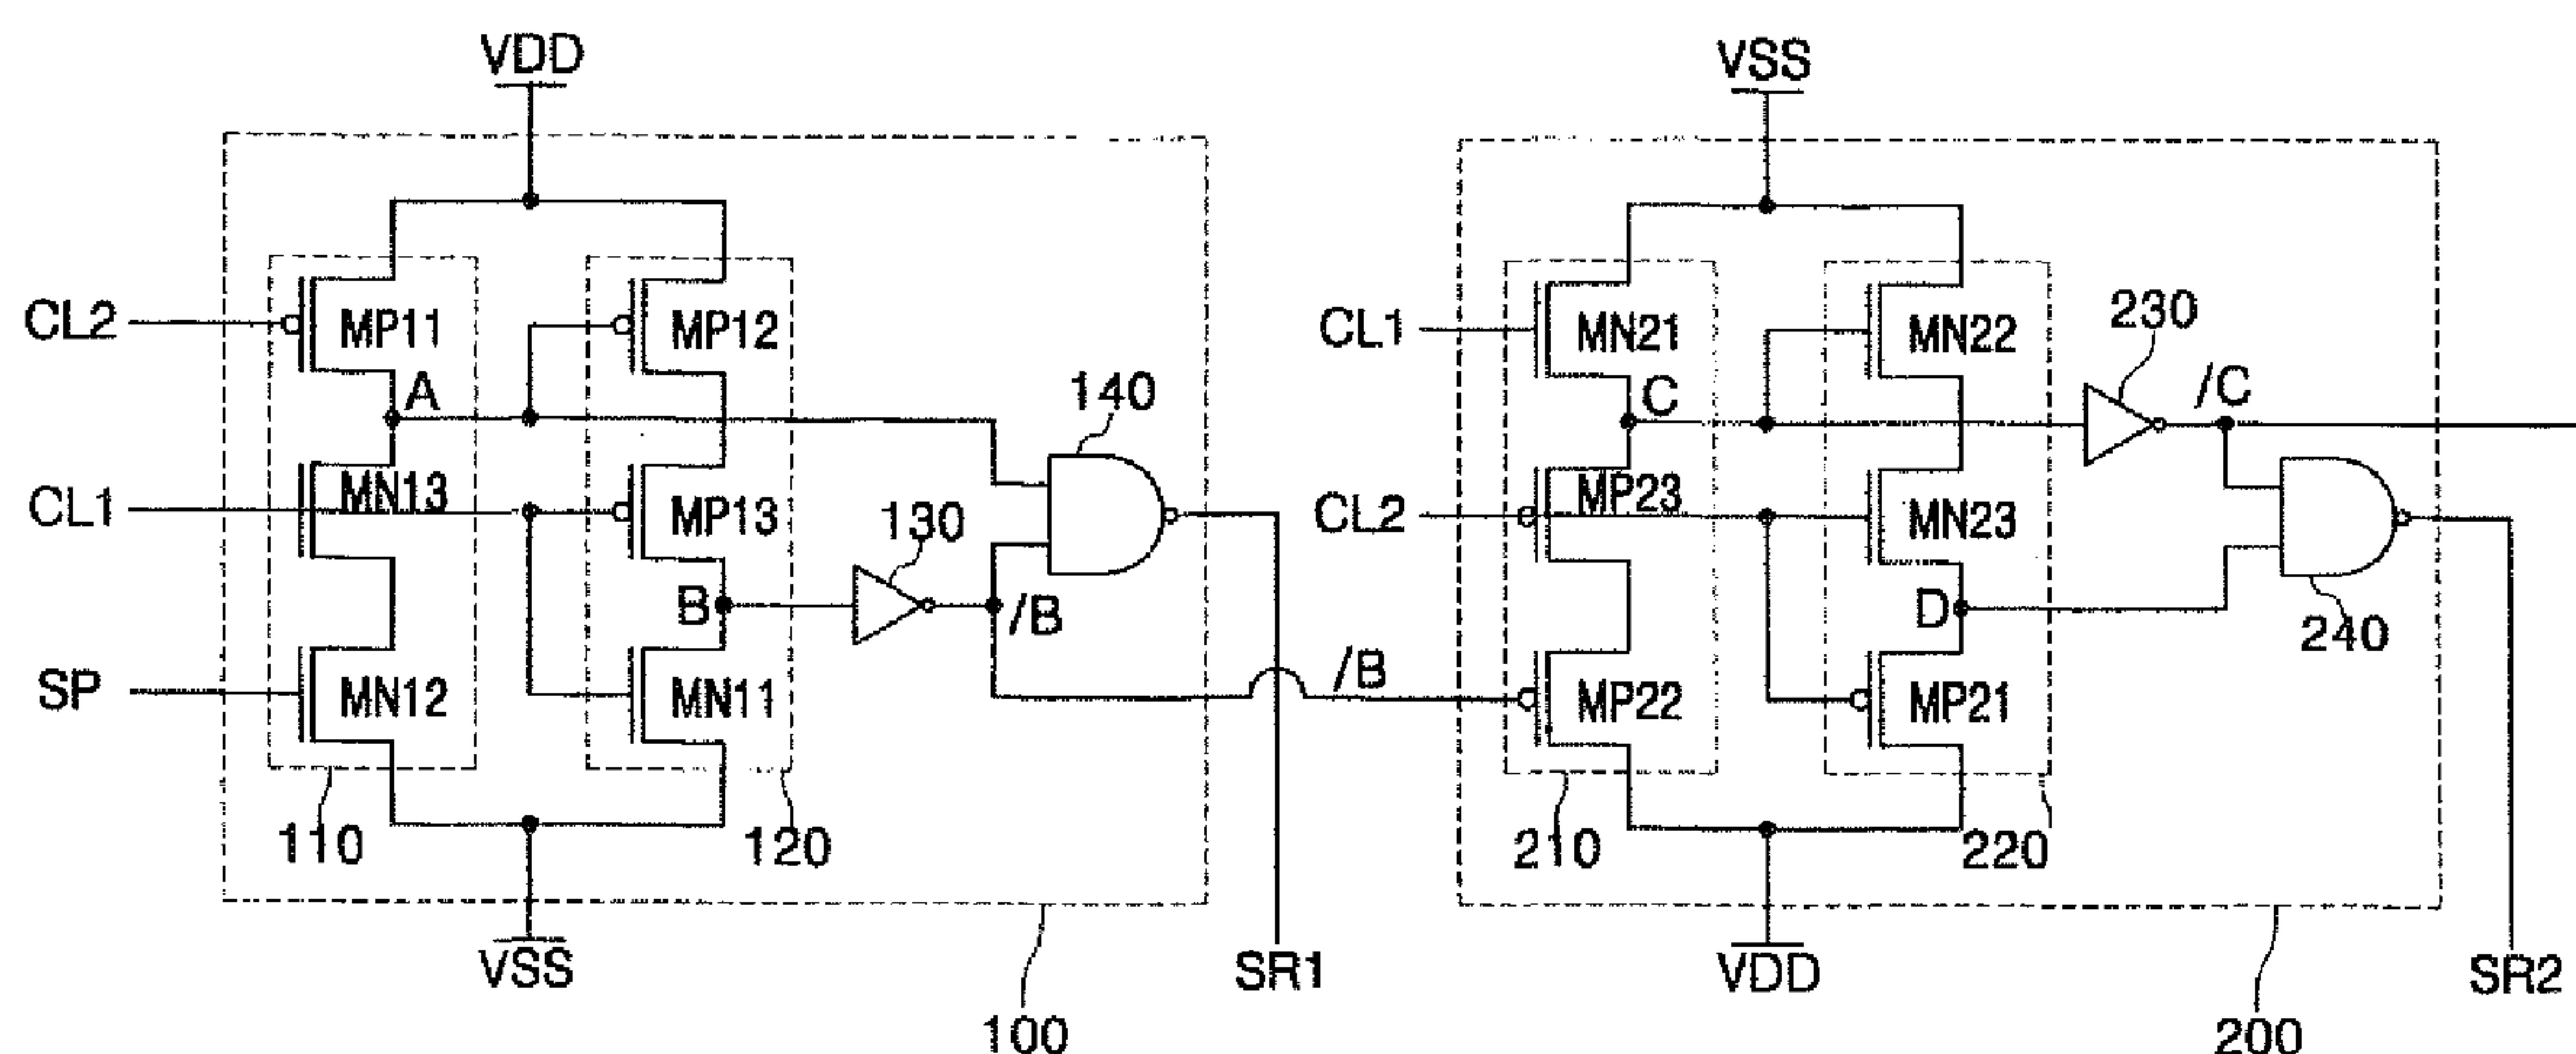 VDD
VSS
CL2
MP11
MP12
CL1
MN21
MN22
230
/C
A
140
C
CL1
MN13
MP13
130
CL2
MP23
MN23
B
/B
D
240
SP
MN12
MN11
/B
MP22
MP21
110
120
210
220
VSS
SR1
VDD
SR2
100
200